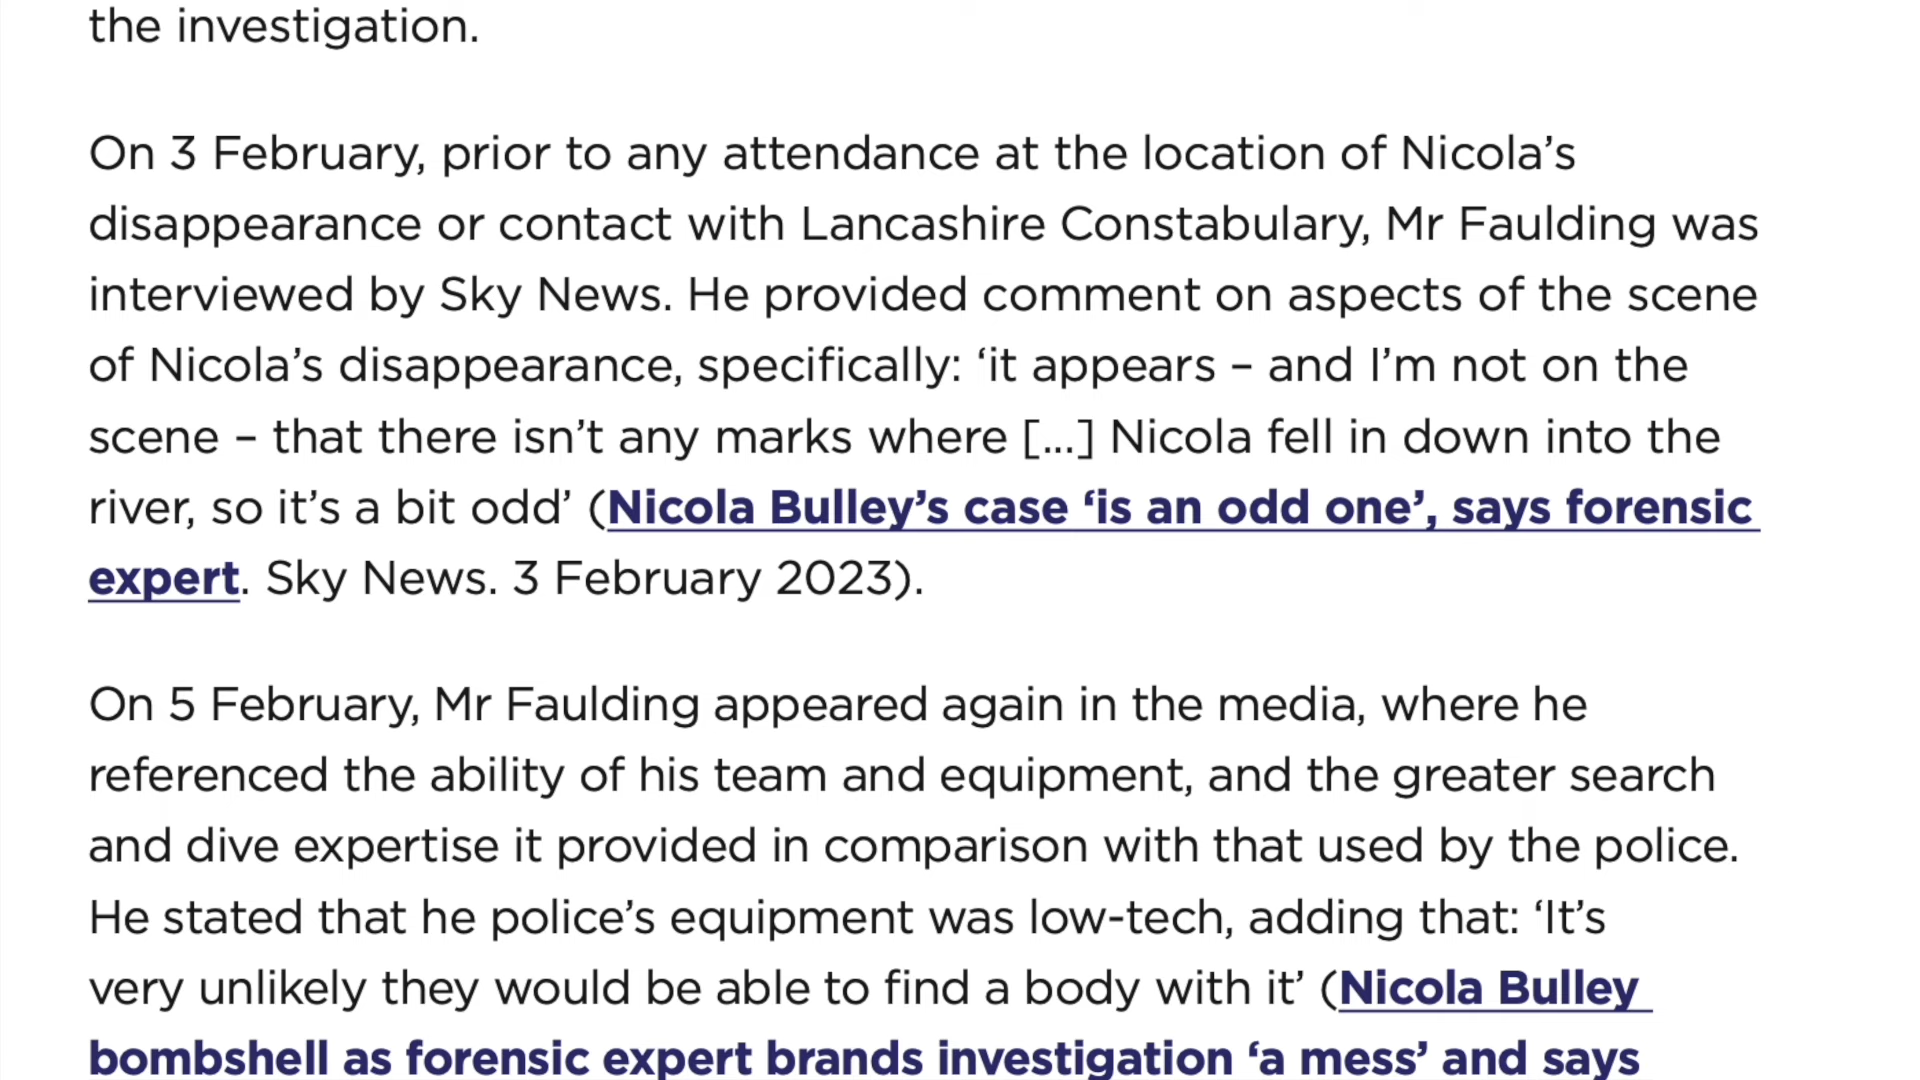 the investigation.
On 3 February, prior to any attendance at the location of Nicola’s
disappearance or contact with Lancashire Constabulary, Mr Faulding was
interviewed by Sky News. He provided comment on aspects of the scene
of Nicola’s disappearance, specifically: ‘it appears – and I’m not on the
scene – that there isn’t any marks where [...] Nicola fell in down into the
river, so it’s a bit odd’ (Nicola Bulley’s case ‘is an odd one’, says forensic
expert. Sky News. 3 February 2023).
On 5 February, Mr Faulding appeared again in the media, where he
referenced the ability of his team and equipment, and the greater search
and dive expertise it provided in comparison with that used by the police.
He stated that he police’s equipment was low-tech, adding that: ‘It’s
very unlikely they would be able to find a body with it’ (Nicola Bulley
bombshell as forensic expert brands investigation ‘a mess’ and says